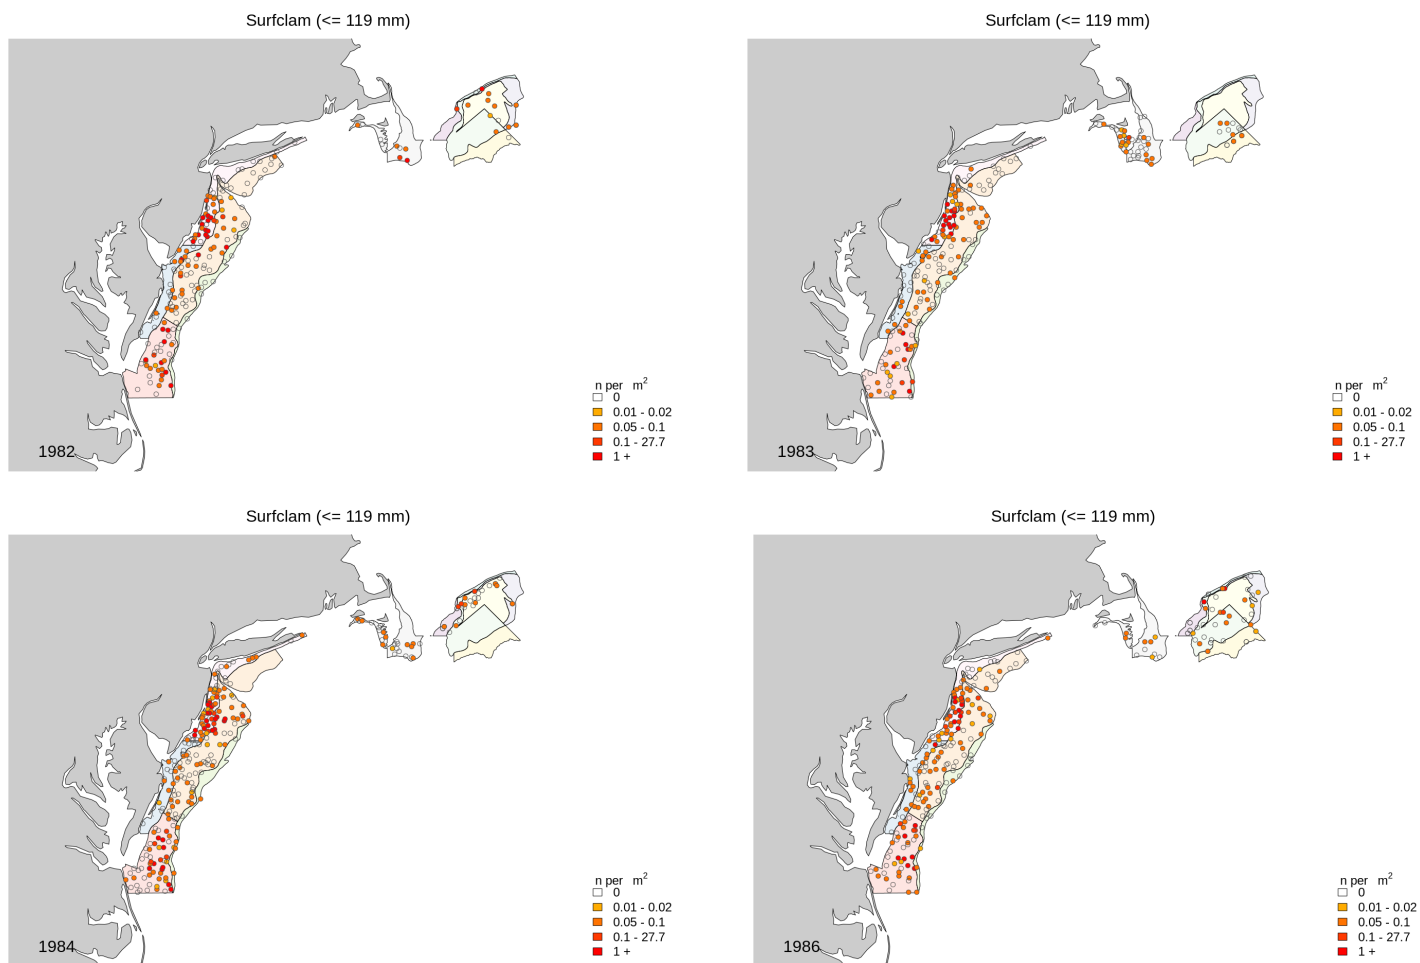 Surfclam (<= 119 mm)
n per m2
0
0.01 - 0.02
0.05 - 0.1
0.1 - 27.7
1 +
1982
Surfclam (<= 119 mm)
n per m2
0
0.01 - 0.02
0.05 - 0.1
0.1 - 27.7
1 +
1983
Surfclam (<= 119 mm)
n per m2
0
0.01 - 0.02
0.05 - 0.1
0.1 - 27.7
1 +
1984
Surfclam (<= 119 mm)
n per m2
0
0.01 - 0.02
0.05 - 0.1
0.1 - 27.7
1 +
1986